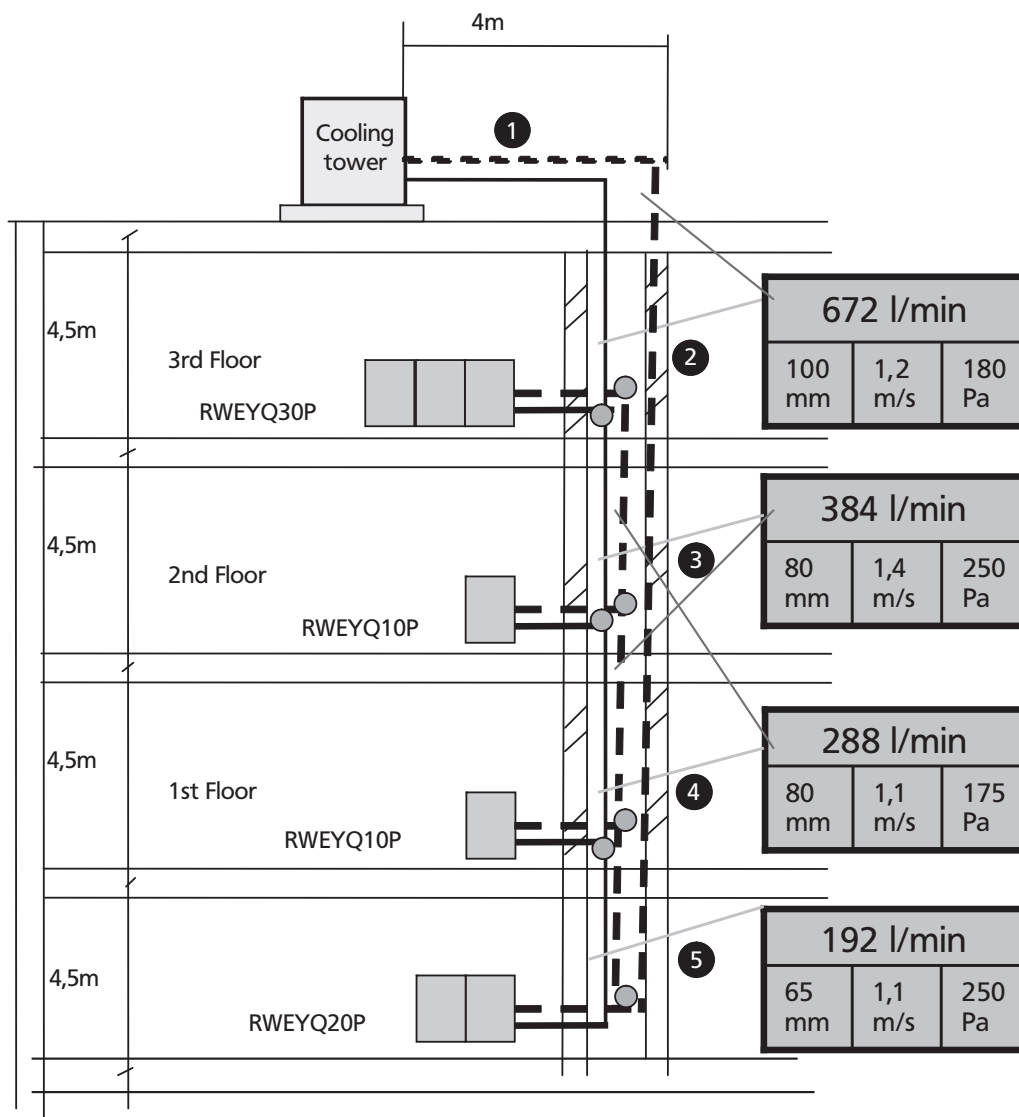 4m
Cooling
tower
1
672 l/min
100
mm
1,2
m/s
180
Pa
4,5m
3rd Floor
RWEYQ30P
2
384 l/min
80
mm
1,4
m/s
250
Pa
4,5m
2nd Floor
RWEYQ10P
3
288 l/min
80
mm
1,1
m/s
175
Pa
4,5m
1st Floor
RWEYQ10P
4
192 l/min
65
mm
1,1
m/s
250
Pa
4,5m
RWEYQ20P
5